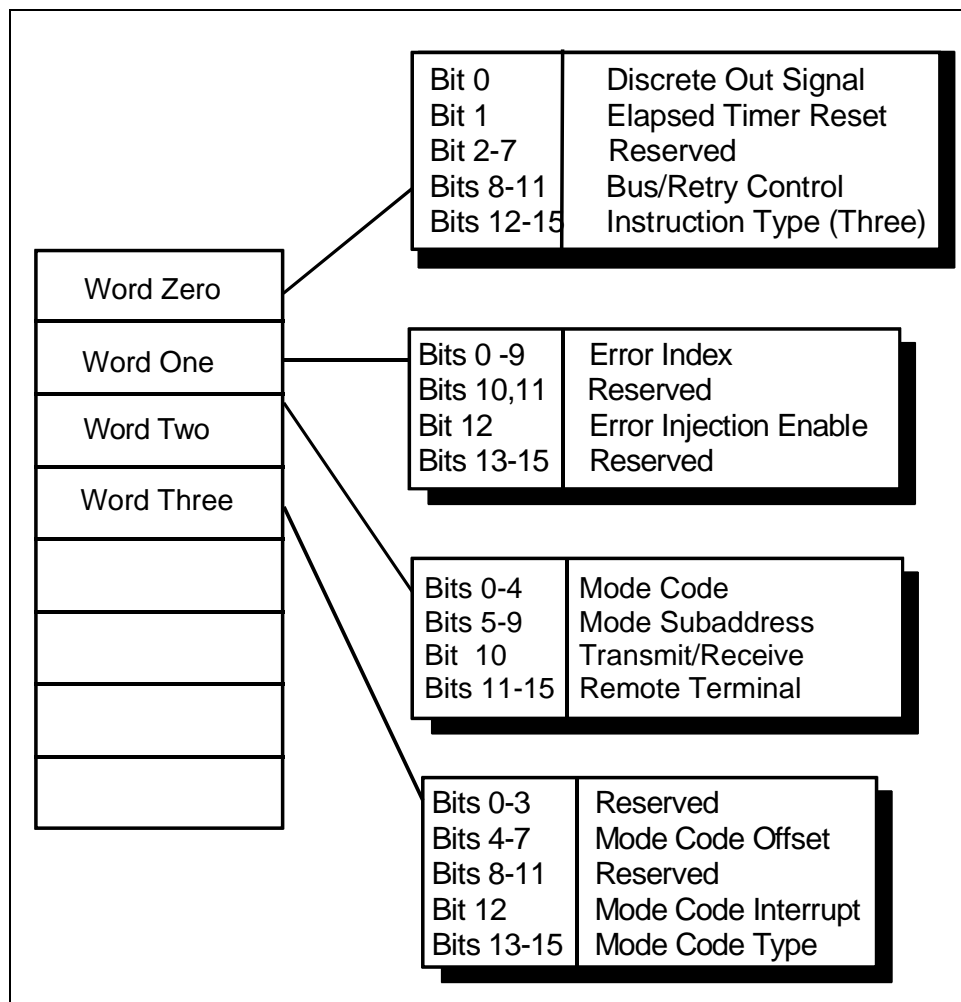 Bit 0 Discrete Out Signal
Bit 1 Elapsed Timer Reset
Bit 2-7 Reserved
Bits 8-11 Bus/Retry Control
Bits 12-15 Instruction Type (Three)
Word Zero
Word One
Word Two
Word Three
Bits 0 -9 Error Index
Bits 10,11 Reserved
Bit 12 Error Injection Enable
Bits 13-15 Reserved
Bits 0-4 Mode Code
Bits 5-9 Mode Subaddress
Bit 10 Transmit/Receive
Bits 11-15 Remote Terminal
Bits 0-3 Reserved
Bits 4-7 Mode Code Offset
Bits 8-11 Reserved
Bit 12 Mode Code Interrupt
Bits 13-15 Mode Code Type